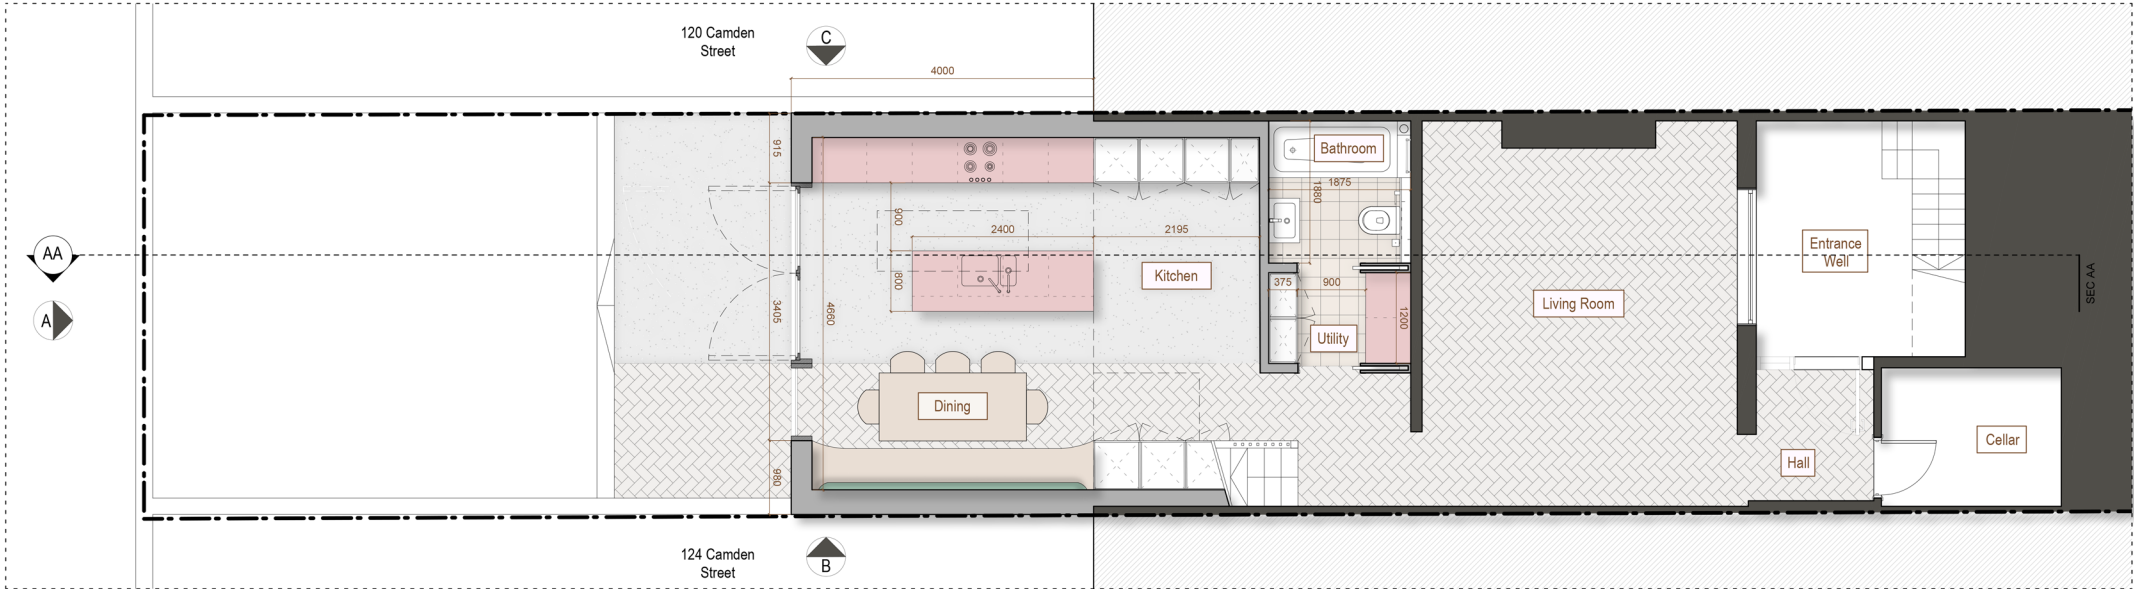 120 Camden
Street
C
4000
915
Bathroom
1875
1880
900
2400
2195
Entrance
Well
AA
Kitchen
SEC AA
800
375
900
Living Room
A
3405
4660
1200
Utility
Dining
Cellar
Hall
980
124 Camden
Street
B